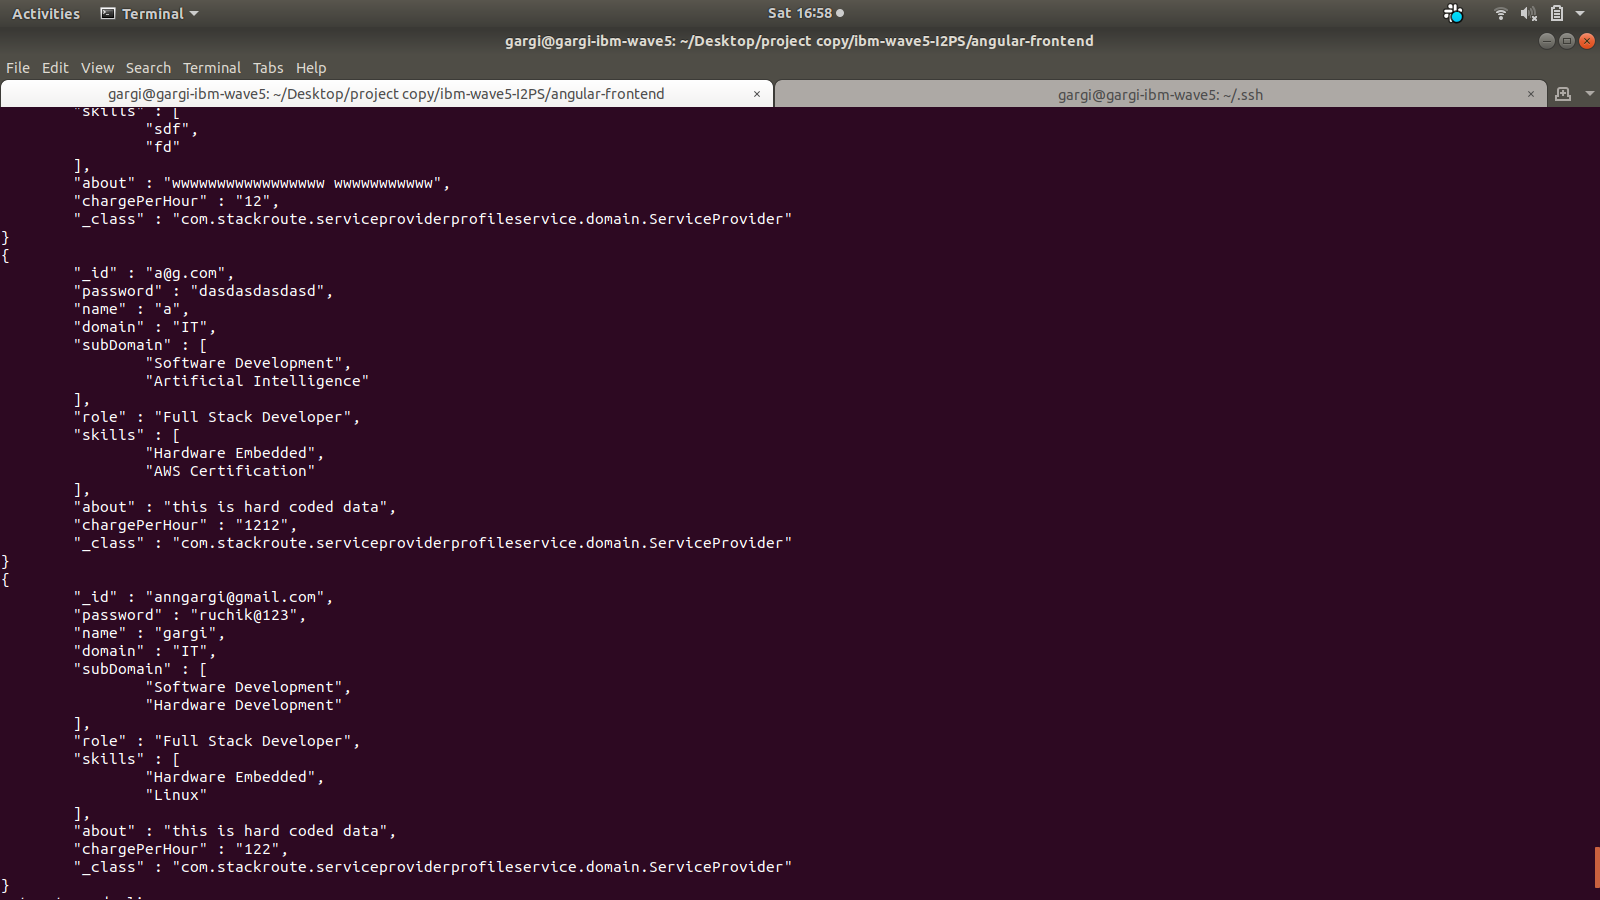 Activities Terminal Sat 16:58
gargi@gargi-ibm-wave5: ~/Desktop/project copy/ibm-wave5-I2PS/angular-frontend
File Edit View Search Terminal Tabs Help
gargi@gargi-ibm-wave5: ~/Desktop/project copy/ibm-wave5-I2PS/angular-frontend × gargi@gargi-ibm-wave5: ~/.ssh ×
"skills" : [
"sdf",
"fd"
],
"about" : "wwwwwwwwwwwwwwwww wwwwwwwwwww",
"chargePerHour" : "12",
"_class" : "com.stackroute.serviceproviderprofileservice.domain.ServiceProvider"
}
{
"_id" : "a@g.com",
"password" : "dasdasdasdasd",
"name" : "a",
"domain" : "IT",
"subDomain" : [
"Software Development",
"Artificial Intelligence"
],
"role" : "Full Stack Developer",
"skills" : [
"Hardware Embedded",
"AWS Certification"
],
"about" : "this is hard coded data",
"chargePerHour" : "1212",
"_class" : "com.stackroute.serviceproviderprofileservice.domain.ServiceProvider"
}
{
"_id" : "anngargi@gmail.com",
"password" : "ruchik@123",
"name" : "gargi",
"domain" : "IT",
"subDomain" : [
"Software Development",
"Hardware Development"
],
"role" : "Full Stack Developer",
"skills" : [
"Hardware Embedded",
"Linux"
],
"about" : "this is hard coded data",
"chargePerHour" : "122",
"_class" : "com.stackroute.serviceproviderprofileservice.domain.ServiceProvider"
}